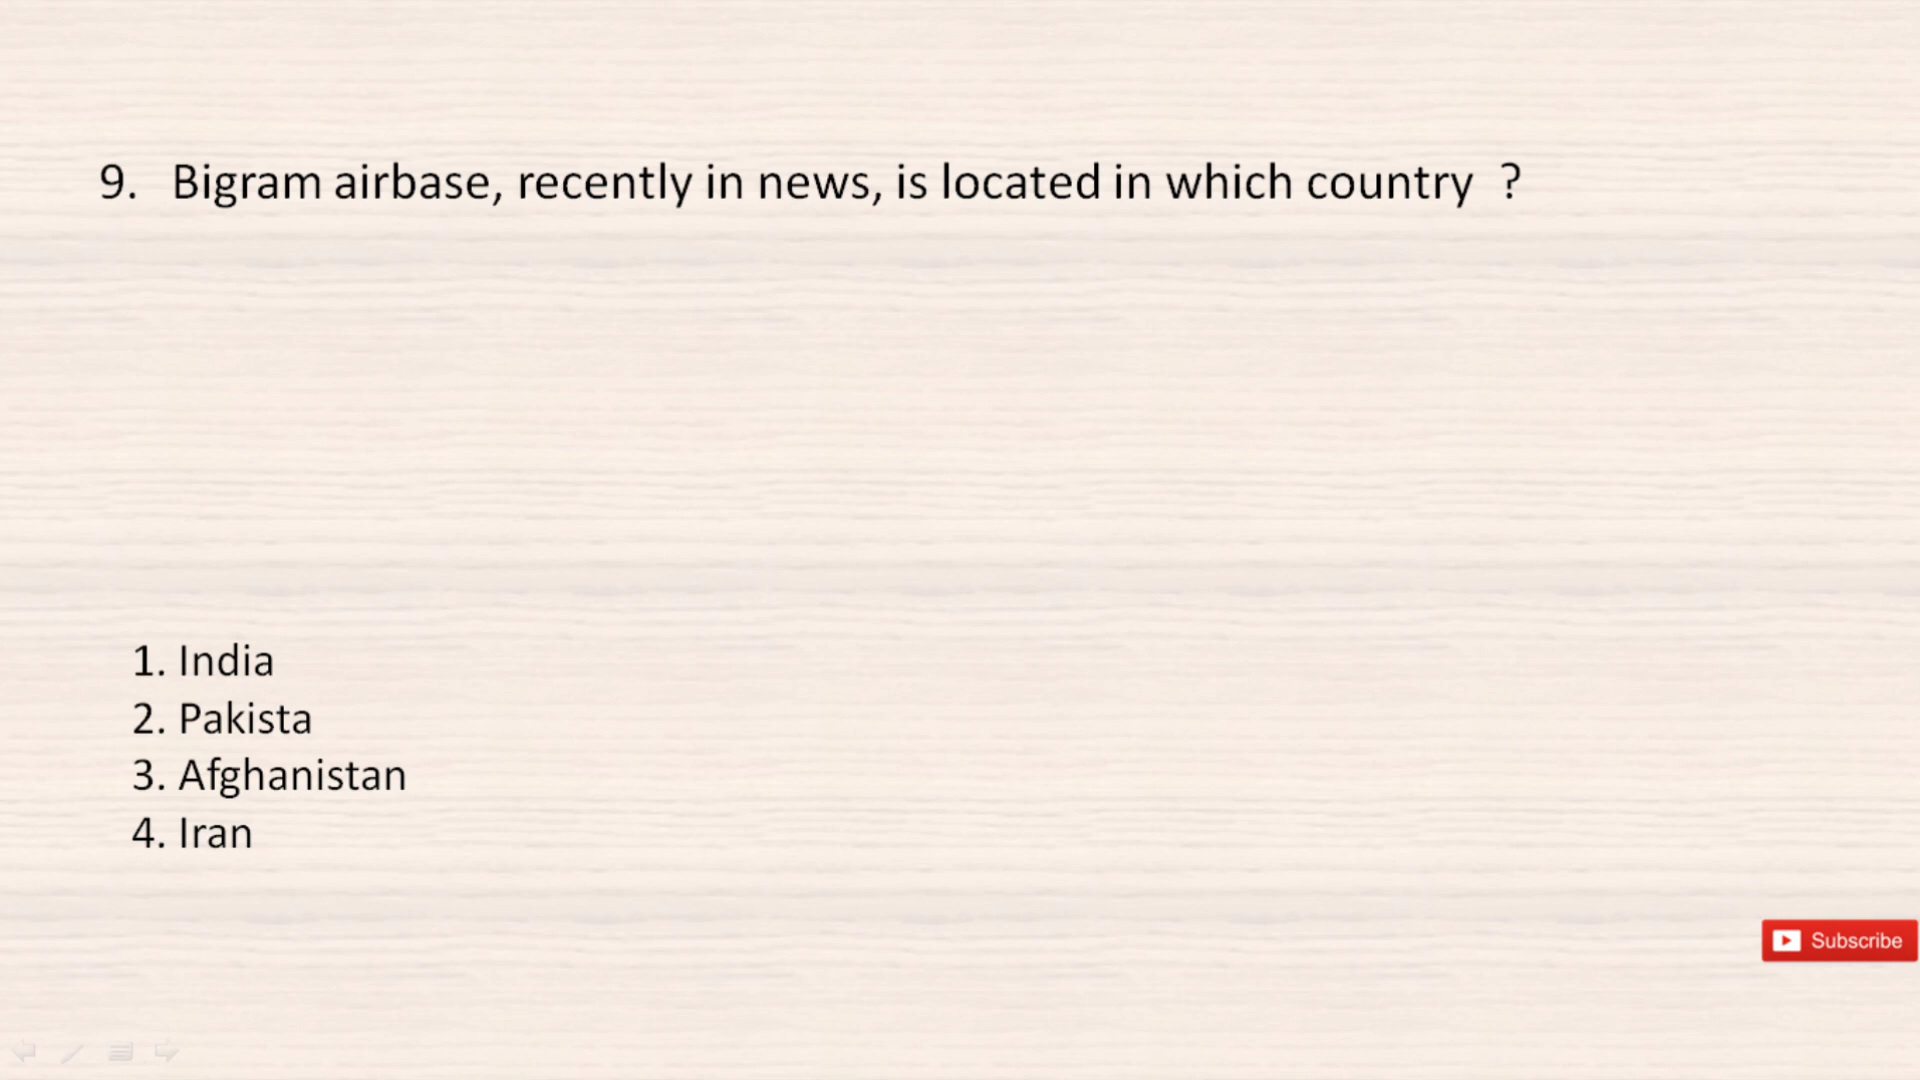 9. Bigram airbase, recently in news, is located in which country ?
1. India
2. Pakista
3. Afghanistan
4. Iran
Subscribe